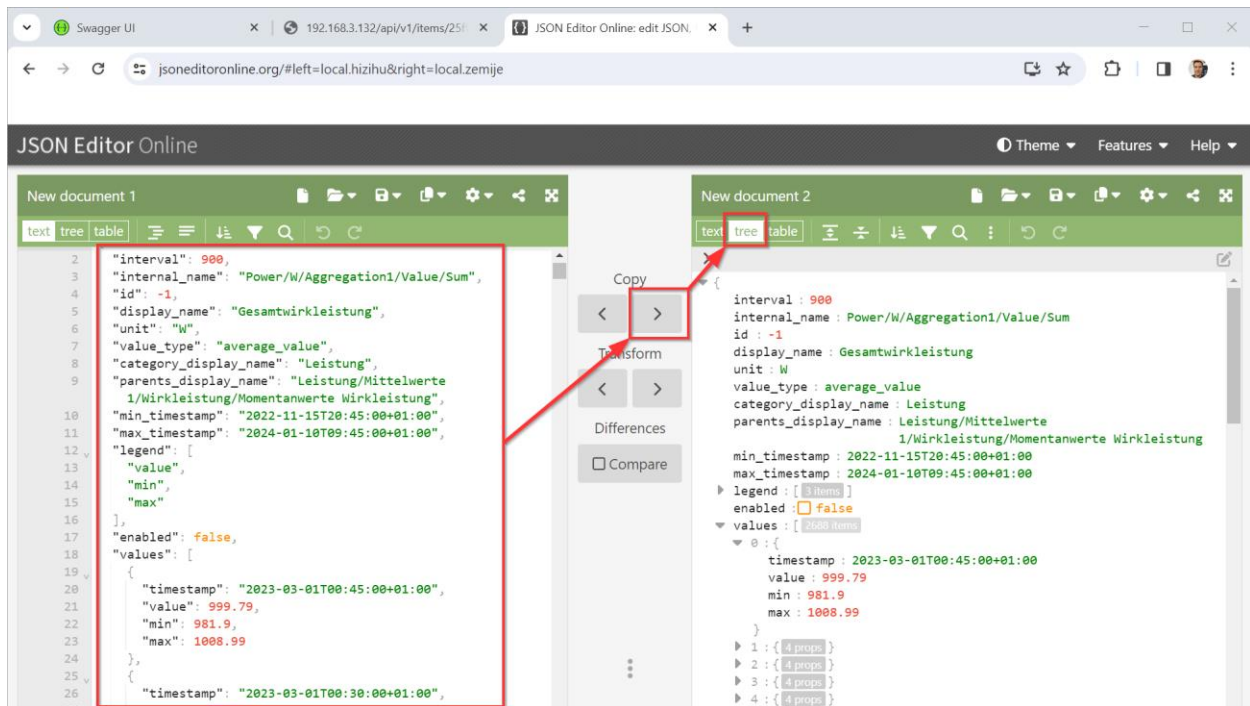 Swagger UI
192.168.3.132/api/v1/items/25f
JSON Editor Online: edit JSON,
jsoneditoronline.org/#left=local.hizihu&right=local.zemije
JSON Editor Online
Theme
Features
Help
New document 1
text tree table
2 "interval": 900,
3 "internal_name": "Power/W/Aggregation1/Value/Sum",
4 "id": -1,
5 "display_name": "Gesamtwirkleistung",
6 "unit": "W",
7 "value_type": "average_value",
8 "category_display_name": "Leistung",
9 "parents_display_name": "Leistung/Mittelwerte
1/Wirkleistung/Momentanwerte Wirkleistung",
10 "min_timestamp": "2022-11-15T20:45:00+01:00",
11 "max_timestamp": "2024-01-10T09:45:00+01:00",
12 "legend": [
13 "value",
14 "min",
15 "max"
16 ],
17 "enabled": false,
18 "values": [
19 {
20 "timestamp": "2023-03-01T00:45:00+01:00",
21 "value": 999.79,
22 "min": 981.9,
23 "max": 1008.99
24 },
25 {
26 "timestamp": "2023-03-01T00:30:00+01:00",
Copy
< >
Transform
< >
Differences
Compare
New document 2
text tree table
{
interval : 900
internal_name : Power/W/Aggregation1/Value/Sum
id : -1
display_name : Gesamtwirkleistung
unit : W
value_type : average_value
category_display_name : Leistung
parents_display_name : Leistung/Mittelwerte
1/Wirkleistung/Momentanwerte Wirkleistung
min_timestamp : 2022-11-15T20:45:00+01:00
max_timestamp : 2024-01-10T09:45:00+01:00
legend : [ 3 items ]
enabled : false
values : [ 2688 items
0 : {
timestamp : 2023-03-01T00:45:00+01:00
value : 999.79
min : 981.9
max : 1008.99
}
1 : { 4 props }
2 : { 4 props }
3 : { 4 props }
4 : { 4 props }